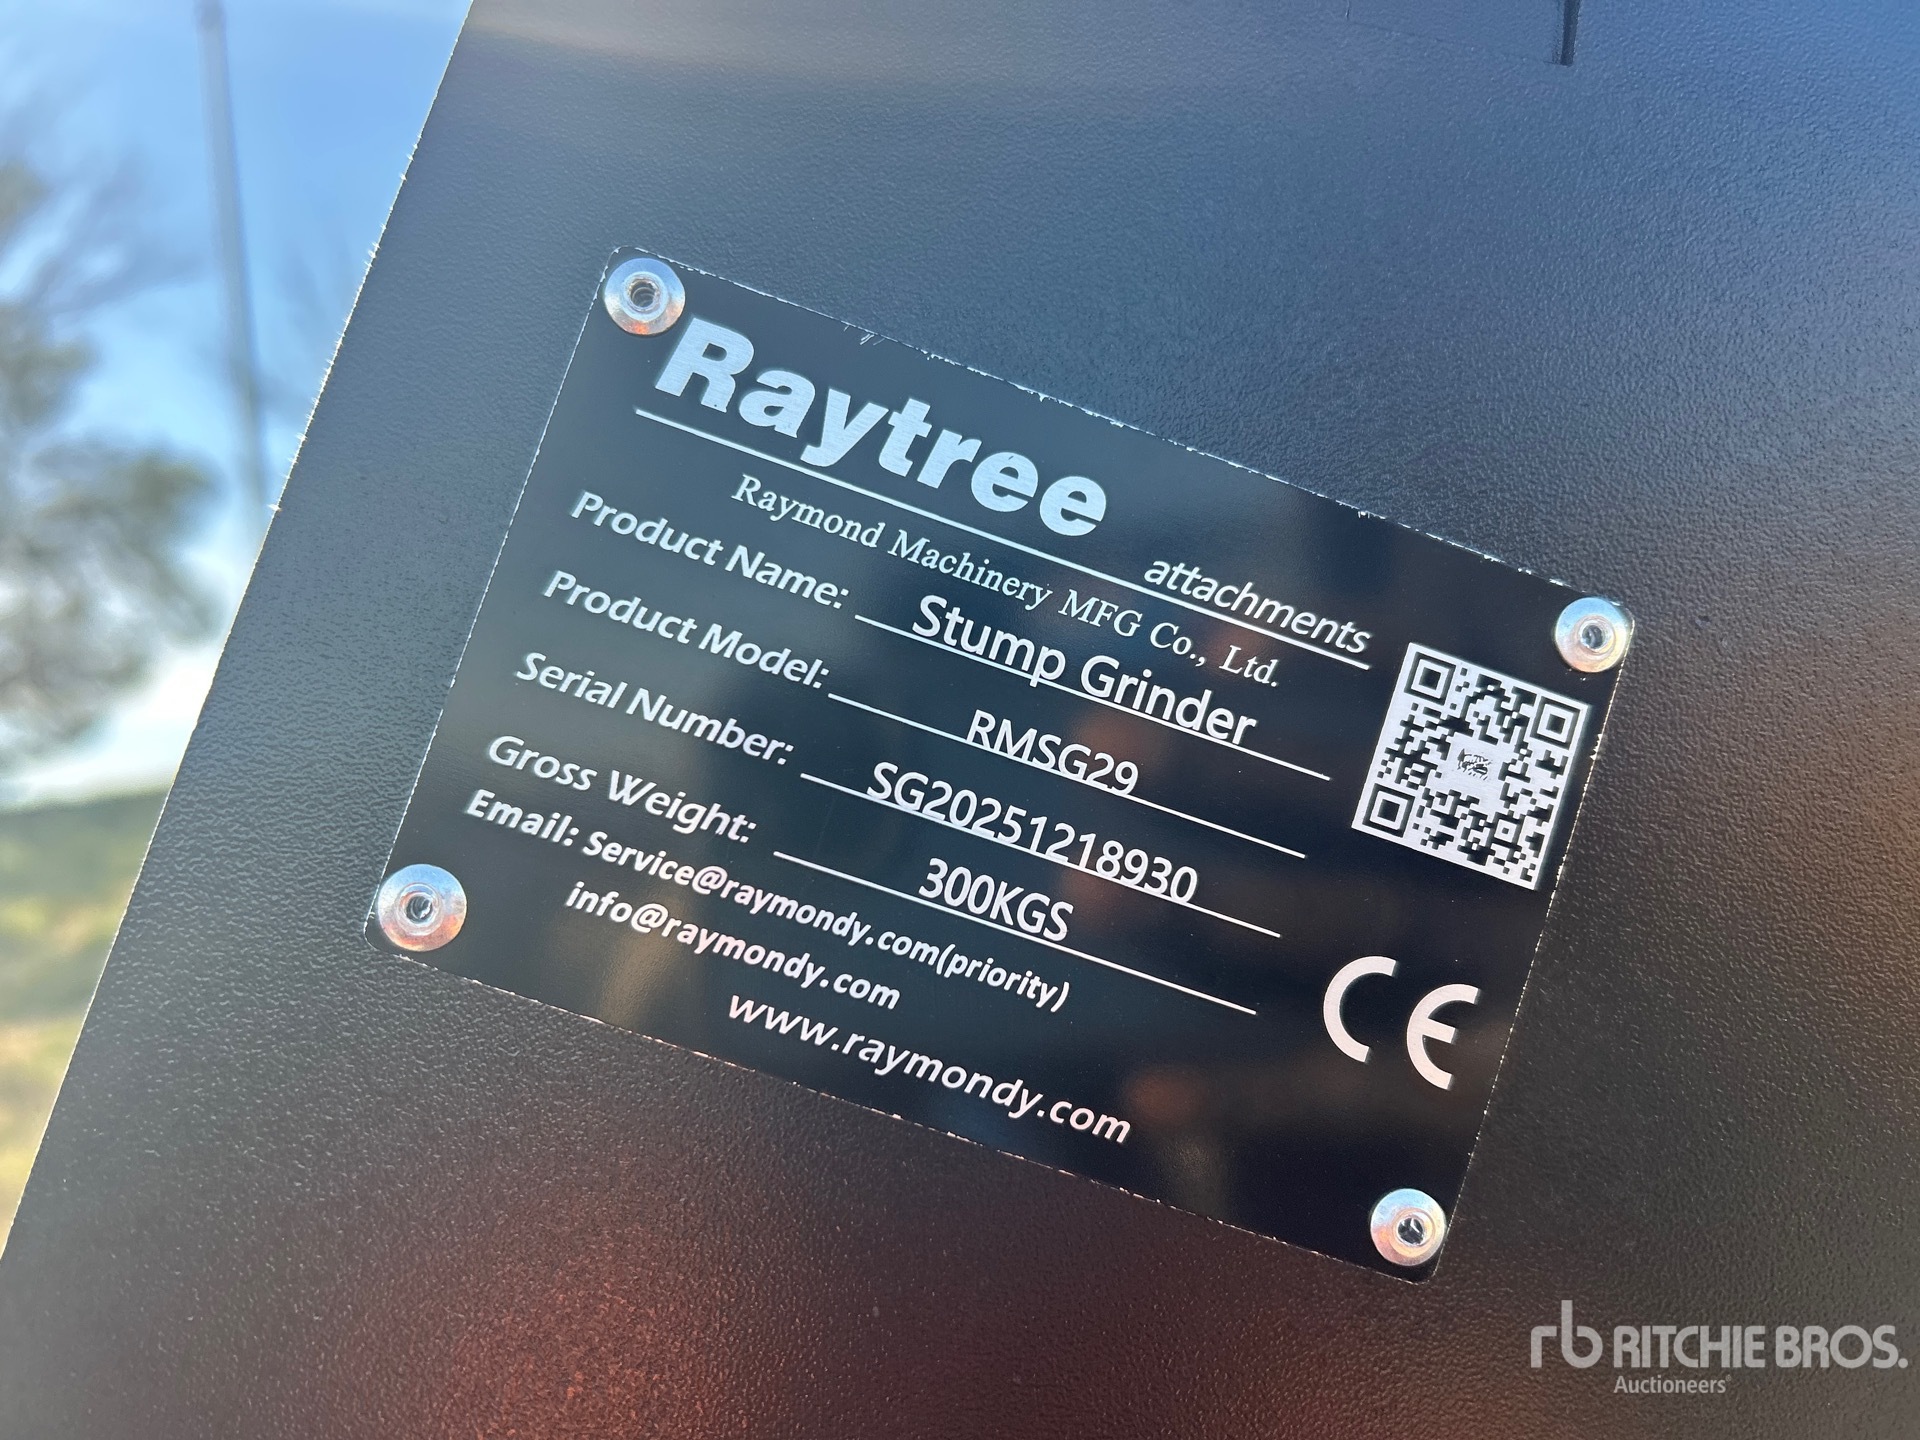 Raytree
attachments
Raymond Machinery MFG Co., Ltd.
Product Name: Stump Grinder
Product Model: RMSG29
Serial Number: SG20251218930
Gross Weight: 300KGS
Email: Service@raymondy.com(priority)
info@raymondy.com
www.raymondy.com
CE
rb RITCHIE BROS.
Auctioneers